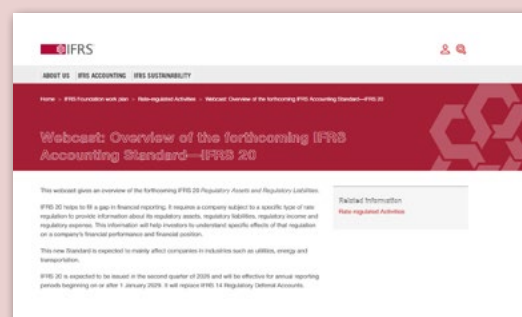 IFRS
ABOUT US IFRS ACCOUNTING IFRS SUSTAINABILITY
Home > IFRS Foundation work plan > Rate-regulated Activities > Webcast: Overview of the forthcoming IFRS Accounting Standard—IFRS 20
Webcast: Overview of the forthcoming IFRS
Accounting Standard—IFRS 20
This webcast gives an overview of the forthcoming IFRS 20 Regulatory Assets and Regulatory Liabilities.
Related Information
Rate-regulated Activities
IFRS 20 helps to fill a gap in financial reporting. It requires a company subject to a specific type of rate
regulation to provide information about its regulatory assets, regulatory liabilities, regulatory income and
regulatory expense. This information will help investors to understand specific effects of that regulation
on a company's financial performance and financial position.
This new Standard is expected to mainly affect companies in industries such as utilities, energy and
transportation.
IFRS 20 is expected to be issued in the second quarter of 2026 and will be effective for annual reporting
periods beginning on or after 1 January 2029. It will replace IFRS 14 Regulatory Deferral Accounts.